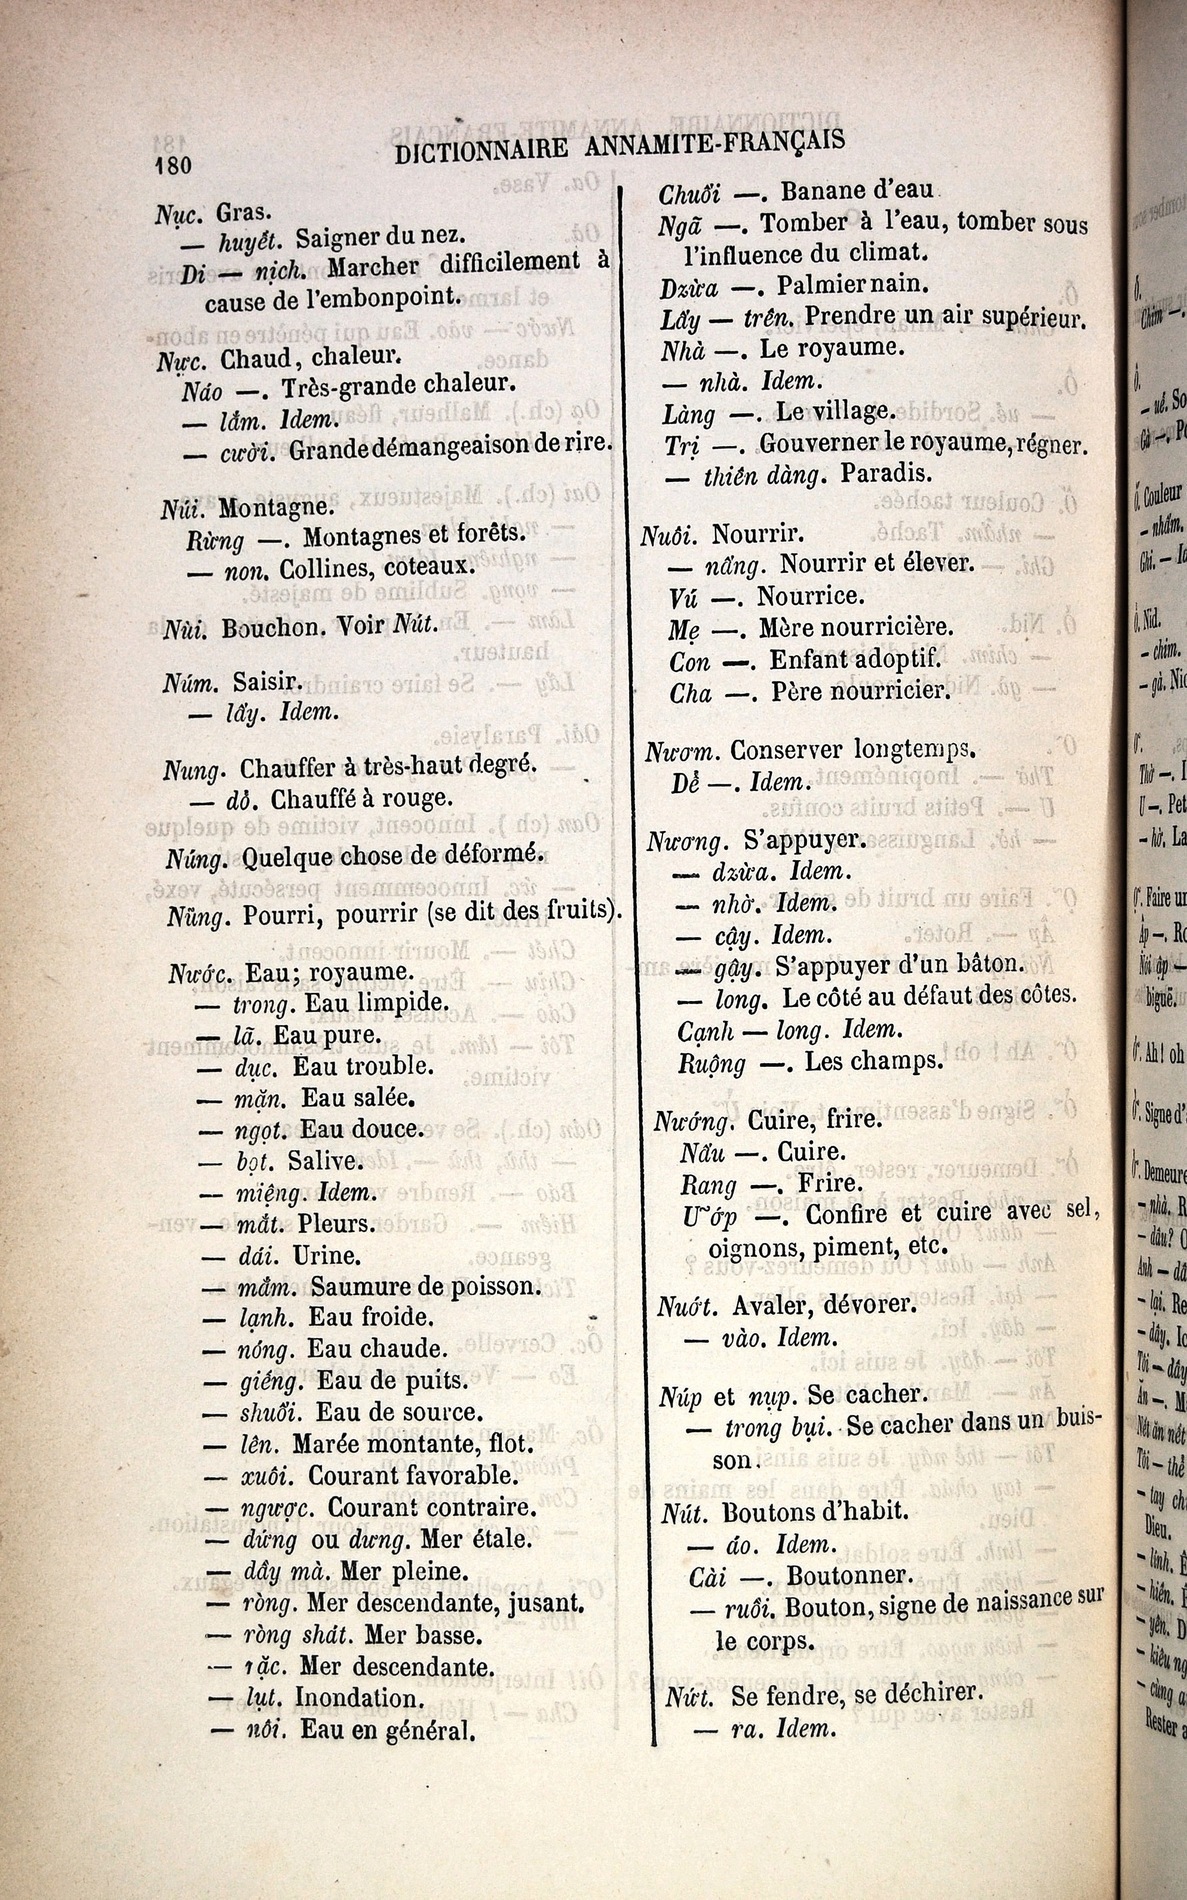 180
DICTIONNAIRE ANNAMITE-FRANÇAIS
Nục. Gras.
— huyết. Saigner du nez.
Di — nịch. Marcher difficilement à
cause de l'embonpoint.
Nực. Chaud, chaleur.
Náo —. Très-grande chaleur.
— lắm. Idem.
— cười. Grande démangeaison de rire.
Núi. Montagne.
Rừng —. Montagnes et forêts.
— non. Collines, coteaux.
Nùi. Bouchon. Voir Nút.
Núm. Saisir.
— lấy. Idem.
Nung. Chauffer à très-haut degré.
— dỏ. Chauffé à rouge.
Núng. Quelque chose de déformé.
Nũng. Pourri, pourrir (se dit des fruits).
Nước. Eau; royaume.
— trong. Eau limpide.
— lã. Eau pure.
— dục. Eau trouble.
— mặn. Eau salée.
— ngọt. Eau douce.
— bọt. Salive.
— miệng. Idem.
— mắt. Pleurs.
— dái. Urine.
— mắm. Saumure de poisson.
— lạnh. Eau froide.
— nóng. Eau chaude.
— giếng. Eau de puits.
— shuối. Eau de source.
— lên. Marée montante, flot.
— xuôi. Courant favorable.
— ngược. Courant contraire.
— dứng ou dưng. Mer étale.
— dầy mà. Mer pleine.
— ròng. Mer descendante, jusant.
— ròng shát. Mer basse.
— rặc. Mer descendante.
— lụt. Inondation.
— nôi. Eau en général.
Chuối —. Banane d'eau
Ngã —. Tomber à l'eau, tomber sous
l'influence du climat.
Dzừa —. Palmier nain.
Lấy — trên. Prendre un air supérieur.
Nhà —. Le royaume.
— nhà. Idem.
Làng —. Le village.
Trị —. Gouverner le royaume, régner.
— thiên dàng. Paradis.
Nuôi. Nourrir.
— nấng. Nourrir et élever.
Vú —. Nourrice.
Mẹ —. Mère nourricière.
Con —. Enfant adoptif.
Cha —. Père nourricier.
Nươm. Conserver longtemps.
Dể —. Idem.
Nương. S'appuyer.
— dzừa. Idem.
— nhờ. Idem.
— cậy. Idem.
— gậy. S'appuyer d'un bâton.
— long. Le côté au défaut des côtes.
Cạnh — long. Idem.
Ruộng —. Les champs.
Nướng. Cuire, frire.
Nấu —. Cuire.
Rang —. Frire.
Ướp —. Confire et cuire avec sel,
oignons, piment, etc.
Nuót. Avaler, dévorer.
— vào. Idem.
Núp et nụp. Se cacher.
— trong bụi. Se cacher dans un buis-
son.
Nút. Boutons d'habit.
— áo. Idem.
Cài —. Boutonner.
— ruồi. Bouton, signe de naissance sur
le corps.
Nứt. Se fendre, se déchirer.
— ra. Idem.